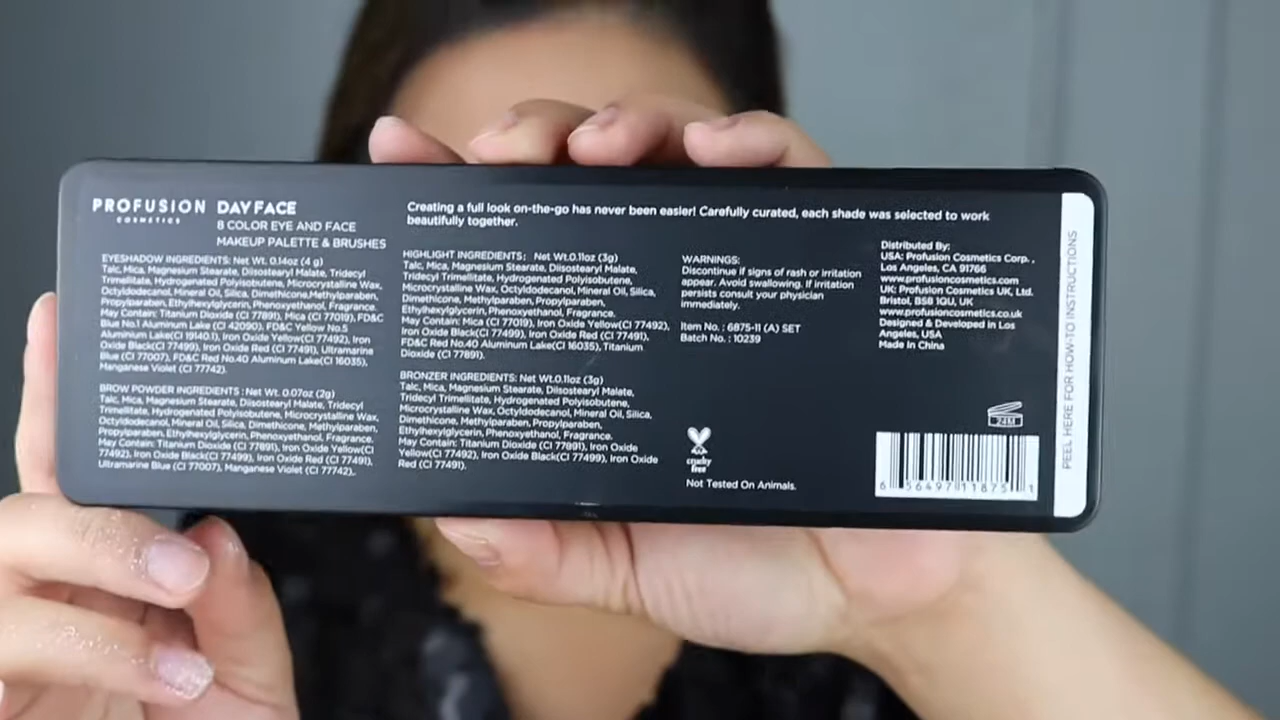 PROFUSION
COSMETICS
DAY FACE
8 COLOR EYE AND FACE
MAKEUP PALETTE & BRUSHES
Creating a full look on-the-go has never been easier! Carefully curated, each shade was selected to work
beautifully together.
EYESHADOW INGREDIENTS: Net Wt. 0.14oz (4 g)
Talc, Mica, Magnesium Stearate, Diisostearyl Malate, Tridecyl
Trimellitate, Hydrogenated Polyisobutene, Microcrystalline Wax,
Octyldodecanol, Mineral Oil, Silica, Dimethicone,Methylparaben,
Propylparaben, Ethylhexylglycerin, Phenoxyethanol, Fragrance.
May Contain: Titanium Dioxide (CI 77891), Mica (CI 77019), FD&C
Blue No.1 Aluminum Lake (CI 42090), FD&C Yellow No.5
Aluminum Lake(CI 19140:1), Iron Oxide Yellow(CI 77492), Iron
Oxide Black(CI 77499), Iron Oxide Red (CI 77491), Ultramarine
Blue (CI 77007), FD&C Red No.40 Aluminum Lake(CI 16035),
Manganese Violet (CI 77742).
BROW POWDER INGREDIENTS : Net Wt. 0.07oz (2g)
Talc, Mica, Magnesium Stearate, Diisostearyl Malate, Tridecyl
Trimellitate, Hydrogenated Polyisobutene, Microcrystalline Wax,
Octyldodecanol, Mineral Oil, Silica, Dimethicone, Methylparaben,
Propylparaben, Ethylhexylglycerin, Phenoxyethanol, Fragrance.
May Contain: Titanium Dioxide (CI 77891), Iron Oxide Yellow(CI
77492), Iron Oxide Black(CI 77499), Iron Oxide Red (CI 77491),
Ultramarine Blue (CI 77007), Manganese Violet (CI 77742).
HIGHLIGHT INGREDIENTS: Net Wt.0.11oz (3g)
Talc, Mica, Magnesium Stearate, Diisostearyl Malate,
Tridecyl Trimellitate, Hydrogenated Polyisobutene,
Microcrystalline Wax, Octyldodecanol, Mineral Oil, Silica,
Dimethicone, Methylparaben, Propylparaben,
Ethylhexylglycerin, Phenoxyethanol, Fragrance.
May Contain: Mica (CI 77019), Iron Oxide Yellow(CI 77492),
Iron Oxide Black(CI 77499), Iron Oxide Red (CI 77491),
FD&C Red No.40 Aluminum Lake(CI 16035), Titanium
Dioxide (CI 77891).
BRONZER INGREDIENTS: Net Wt.0.11oz (3g)
Talc, Mica, Magnesium Stearate, Diisostearyl Malate,
Tridecyl Trimellitate, Hydrogenated Polyisobutene,
Microcrystalline Wax, Octyldodecanol, Mineral Oil, Silica,
Dimethicone, Methylparaben, Propylparaben,
Ethylhexylglycerin, Phenoxyethanol, Fragrance.
May Contain: Titanium Dioxide (CI 77891), Iron Oxide
Yellow(CI 77492), Iron Oxide Black(CI 77499), Iron Oxide
Red (CI 77491).
WARNINGS:
Discontinue if signs of rash or irritation
appear. Avoid swallowing. If irritation
persists consult your physician
immediately.
Item No. : 6875-11 (A) SET
Batch No. : 10239
cruelty
free
Not Tested On Animals.
Distributed By:
USA: Profusion Cosmetics Corp.,
Los Angeles, CA 91766
www.profusioncosmetics.com
UK: Profusion Cosmetics UK, Ltd.
Bristol, BS8 1QU, UK
www.profusioncosmetics.co.uk
Designed & Developed in Los
Angeles, USA
Made in China
24M
6 56497 11875 1
PEEL HERE FOR HOW-TO INSTRUCTIONS